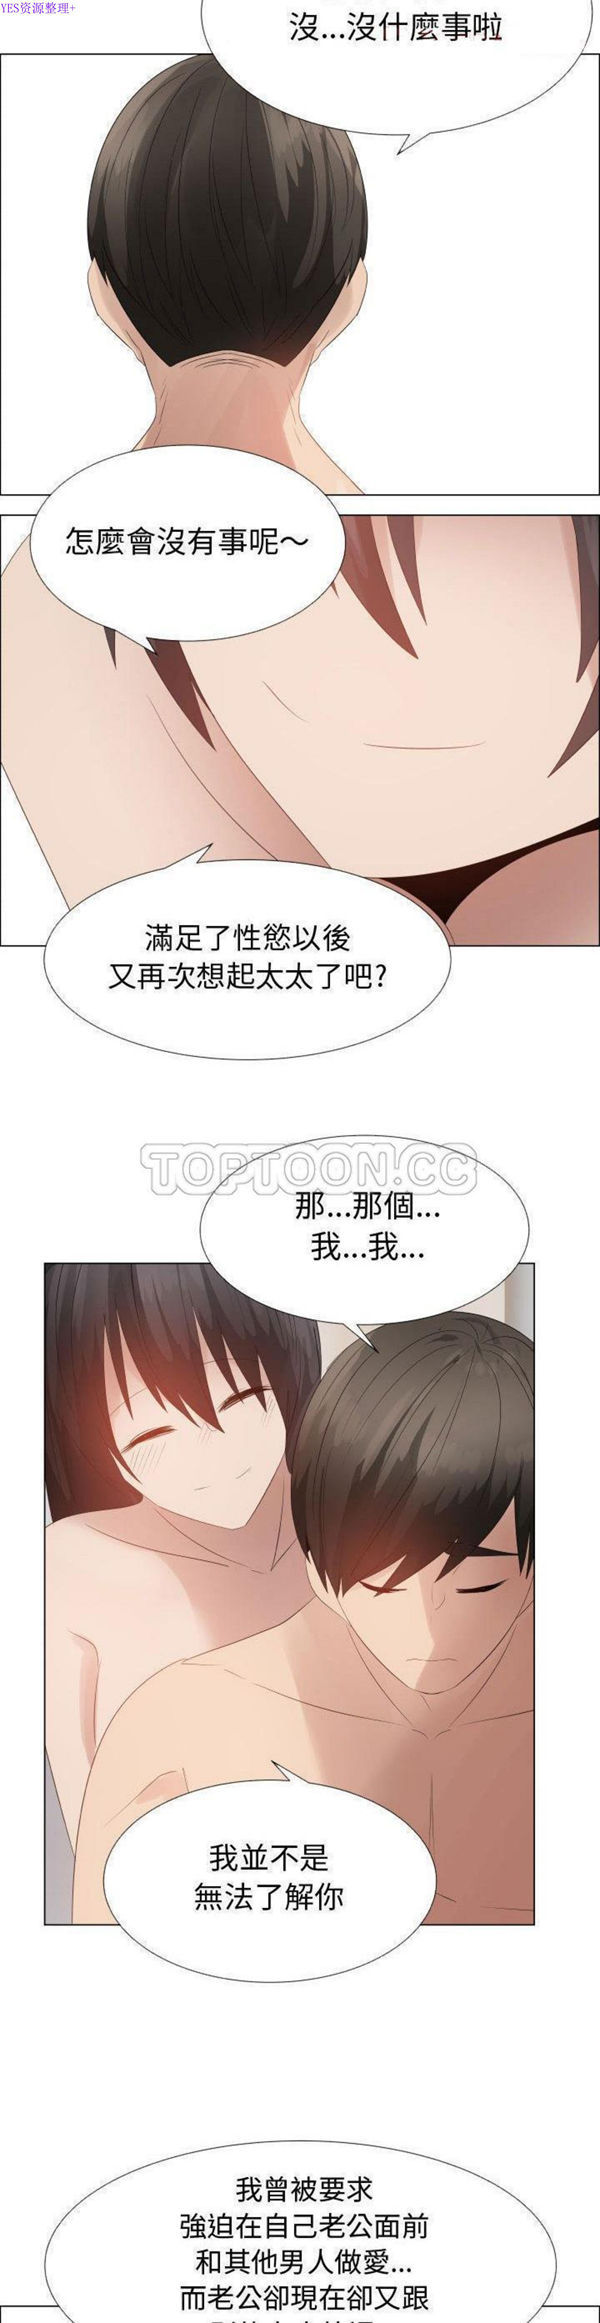 YES资源整理+
沒...沒什麼事啦
怎麼會沒有事呢～
滿足了性慾以後
又再次想起太太了吧?
TOPTOON.CC
那...那個...
我...我...
我並不是
無法了解你
我曾被要求
強迫在自己老公面前
和其他男人做愛...
而老公卻現在卻又跟